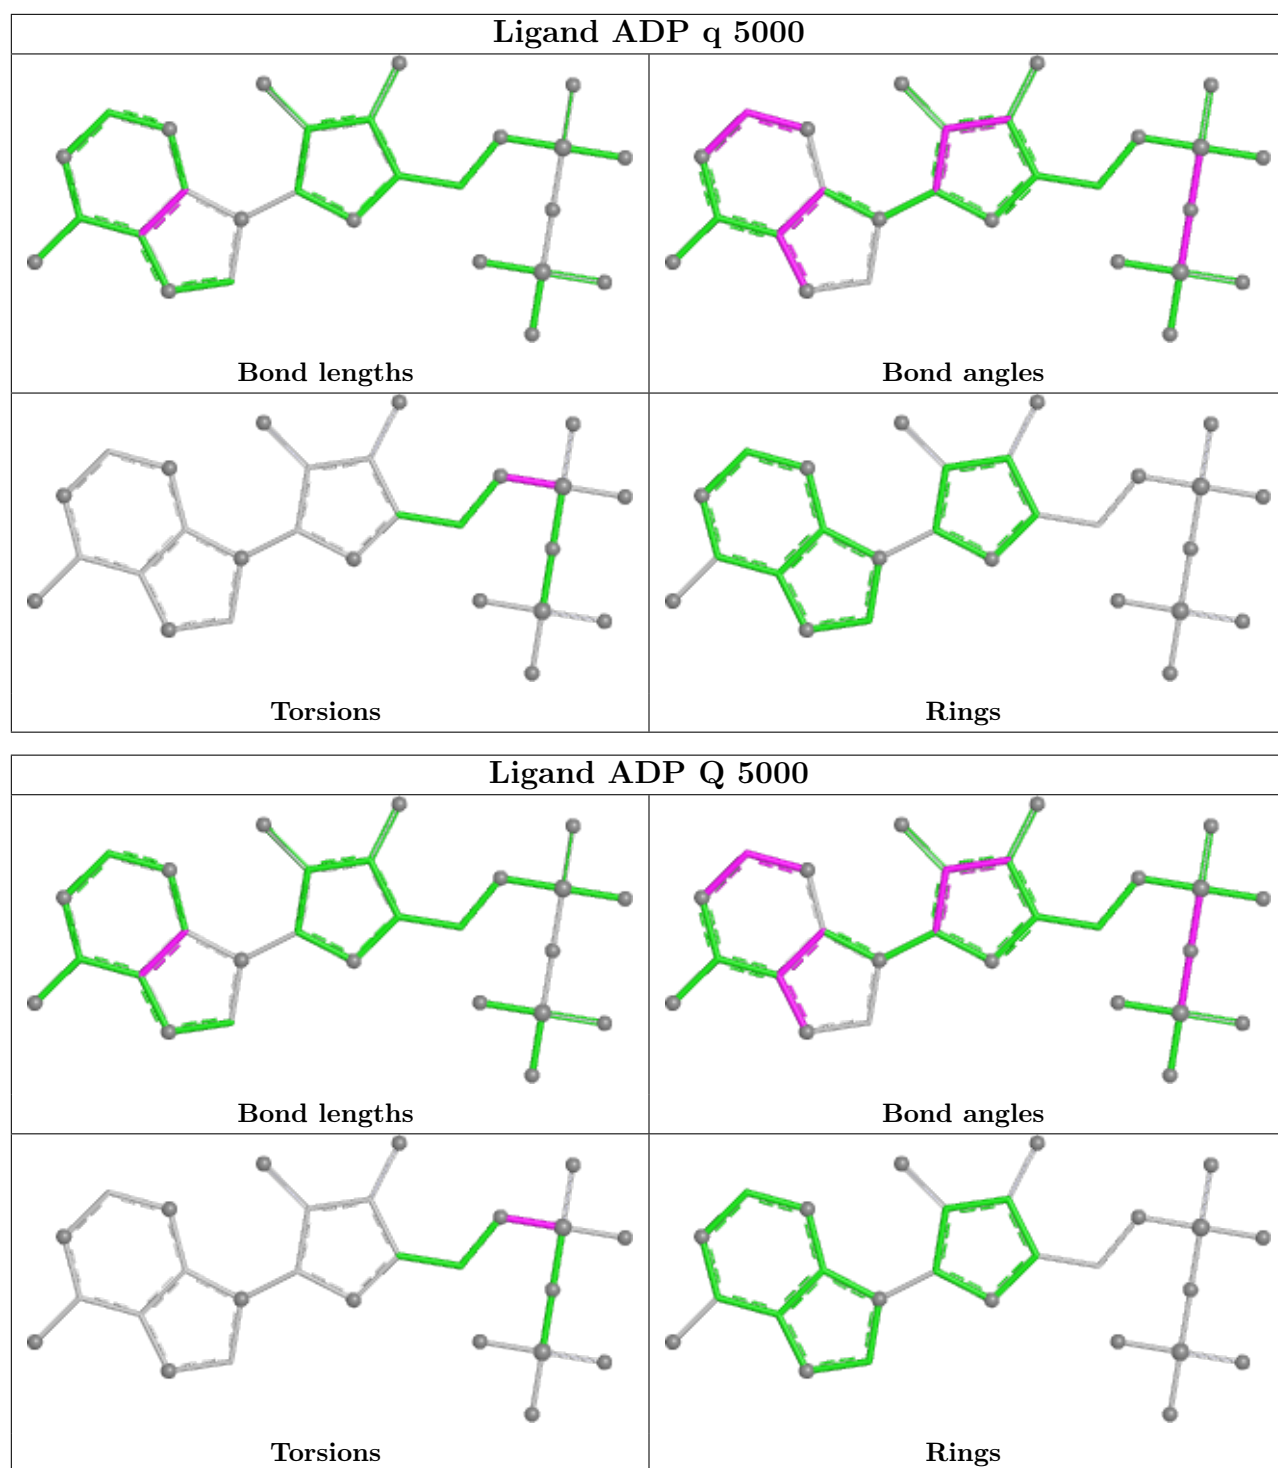 Ligand ADP q 5000
Bond lengths
Bond angles
Torsions
Rings
Ligand ADP Q 5000
Bond lengths
Bond angles
Torsions
Rings